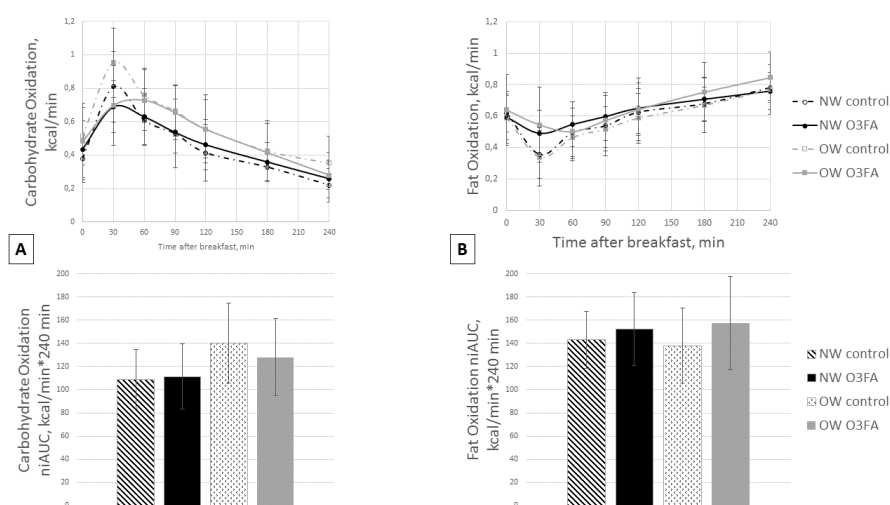 Carbohydrate Oxidation,
kcal/min
1,2
1
0,8
0,6
0,4
0,2
0
0 30 60 90 120 150 180 210 240
Time after breakfast, min
A
Fat Oxidation, kcal/min
1,2
1
0,8
0,6
0,4
0,2
0
0 30 60 90 120 150 180 210 240
Time after breakfast, min
B
NW control
NW O3FA
OW control
OW O3FA
Carbohydrate Oxidation
niAUC, kcal/min*240 min
200
180
160
140
120
100
80
60
40
20
0
Fat Oxidation niAUC,
kcal/min*240 min
200
180
160
140
120
100
80
60
40
20
0
NW control
NW O3FA
OW control
OW O3FA